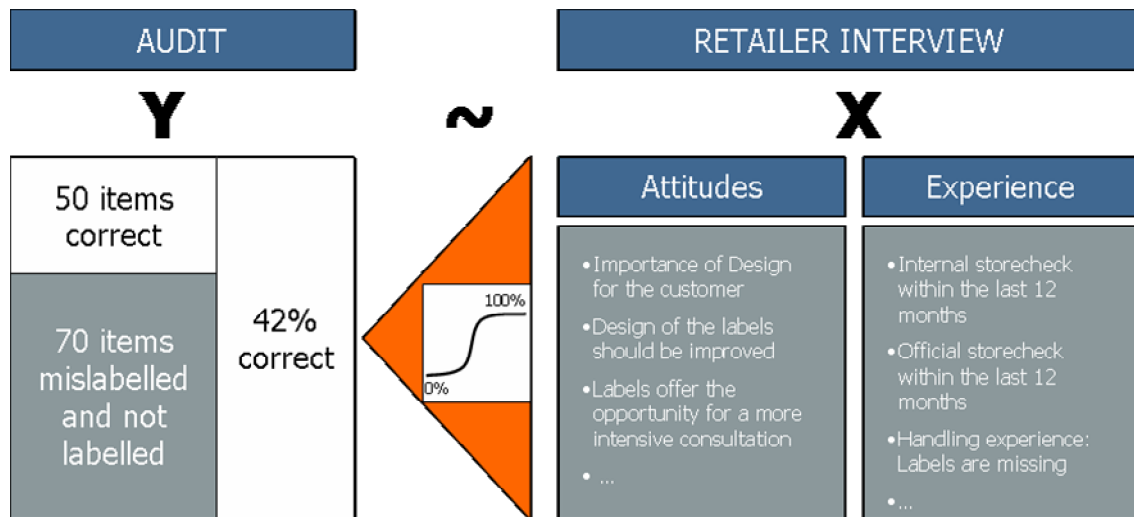 AUDIT
RETAILER INTERVIEW
Y
~
X
50 items
correct
70 items
mislabelled
and not
labelled
42%
correct
100%
0%
Attitudes
•Importance of Design
for the customer
•Design of the labels
should be improved
•Labels offer the
opportunity for a more
intensive consultation
•...
Experience
•Internal storecheck
within the last 12
months
•Official storecheck
within the last 12
months
•Handling experience:
Labels are missing
•...